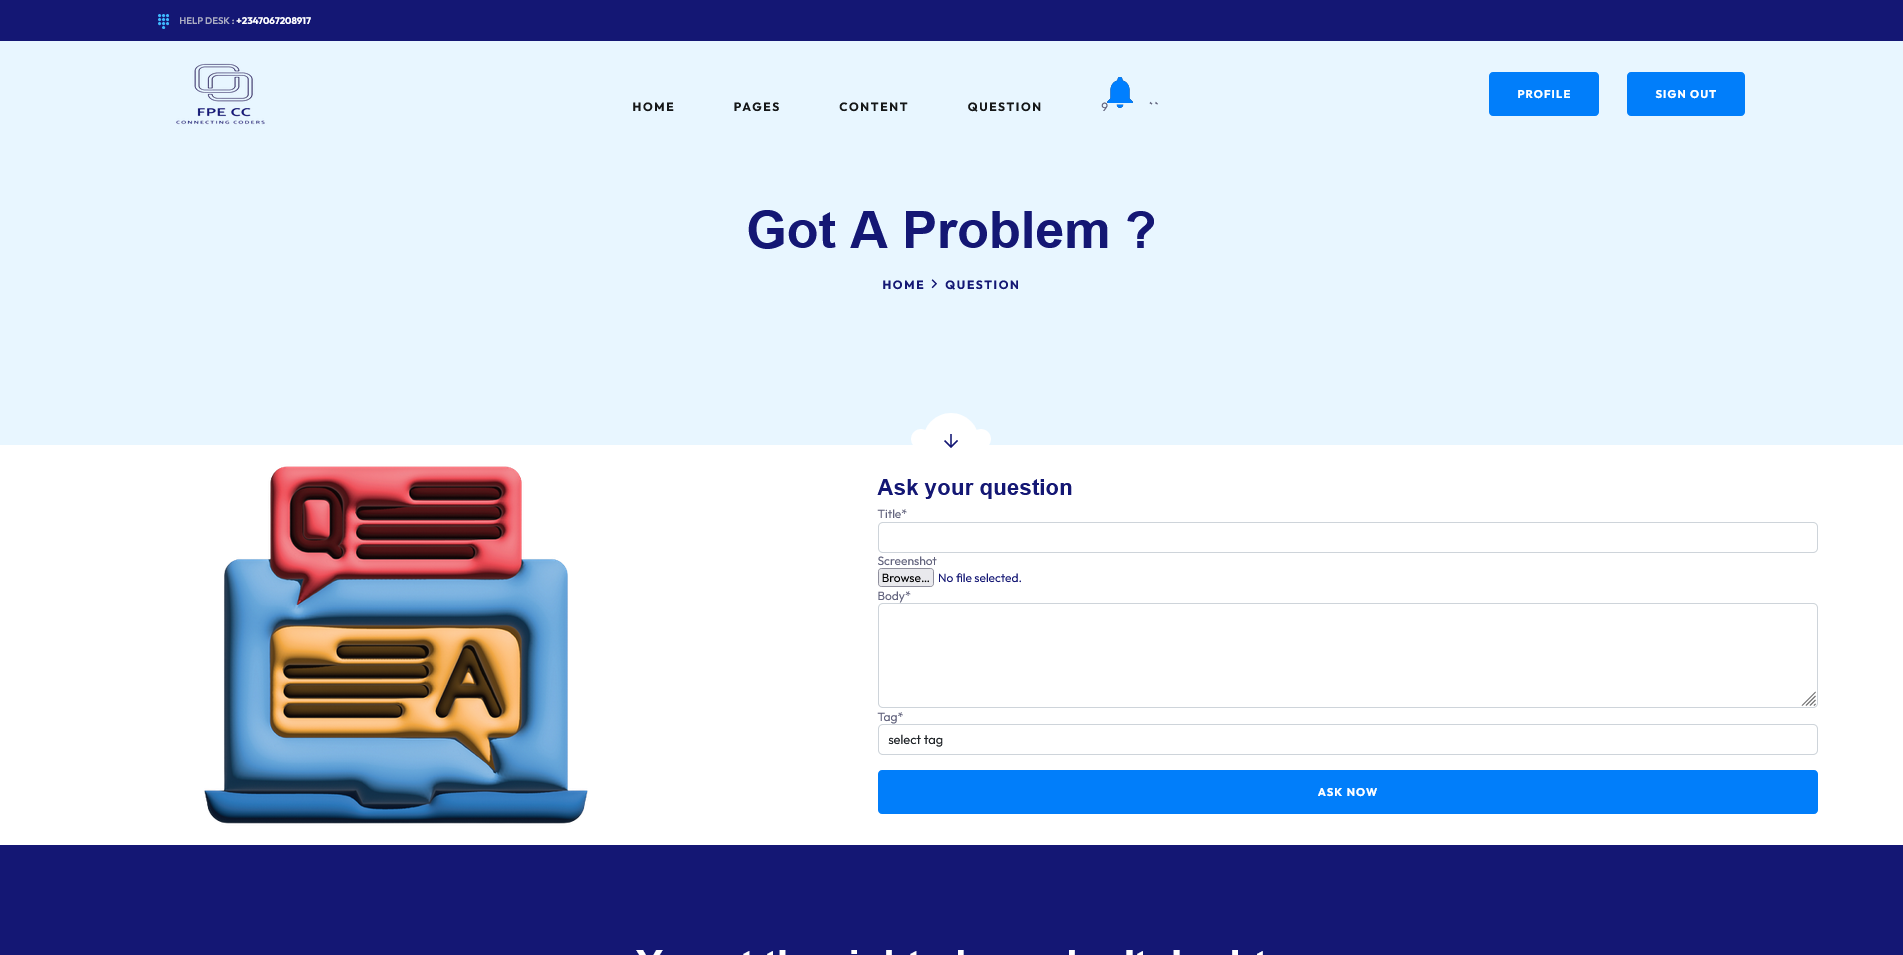 HELP DESK : +2347067208917
FPE CC
CONNECTING CODERS
HOME PAGES CONTENT QUESTION 9 ``
PROFILE SIGN OUT
Got A Problem ?
HOME > QUESTION
Q
A
Ask your question
Title*
Screenshot
Browse... No file selected.
Body*
Tag*
select tag
ASK NOW